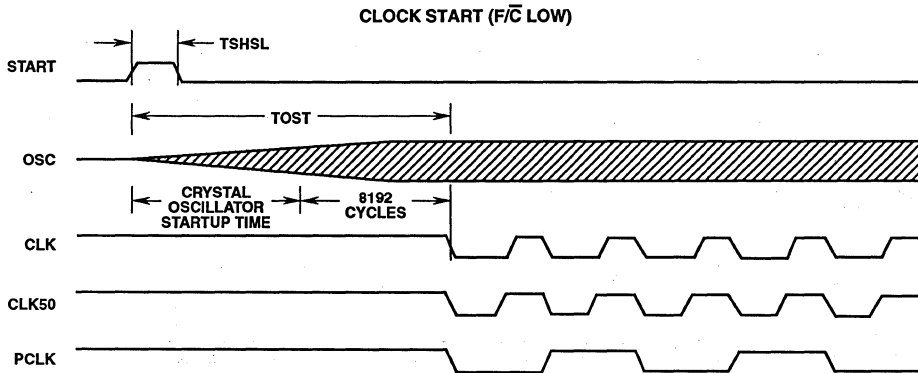 CLOCK START (F/C̅ LOW)
TSHSL
START
TOST
OSC
CRYSTAL
OSCILLATOR
STARTUP TIME
8192
CYCLES
CLK
CLK50
PCLK